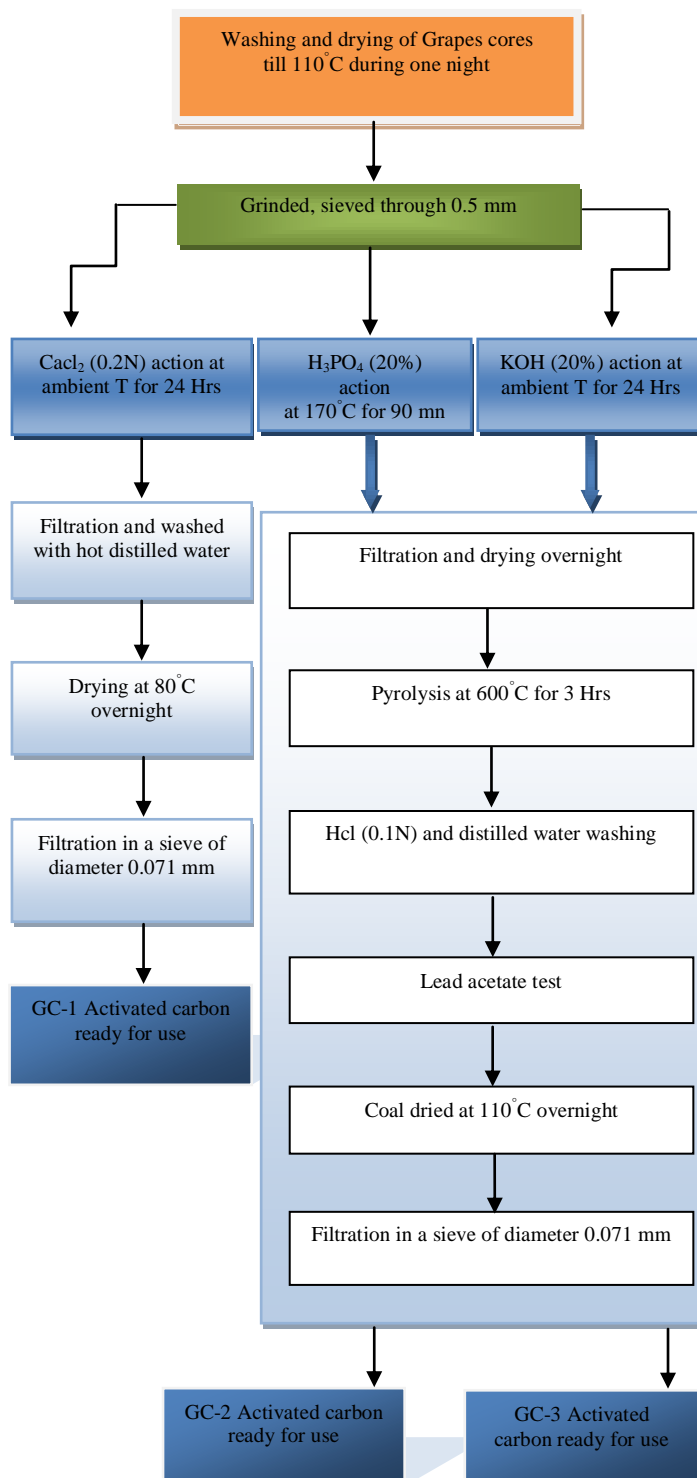 Washing and drying of Grapes cores
till 110°C during one night
Grinded, sieved through 0.5 mm
Cacl₂ (0.2N) action at
ambient T for 24 Hrs
H₃PO₄ (20%)
action
at 170°C for 90 mn
KOH (20%) action at
ambient T for 24 Hrs
Filtration and washed
with hot distilled water
Drying at 80°C
overnight
Filtration in a sieve of
diameter 0.071 mm
GC-1 Activated carbon
ready for use
Filtration and drying overnight
Pyrolysis at 600°C for 3 Hrs
Hcl (0.1N) and distilled water washing
Lead acetate test
Coal dried at 110°C overnight
Filtration in a sieve of diameter 0.071 mm
GC-2 Activated carbon
ready for use
GC-3 Activated
carbon ready for use